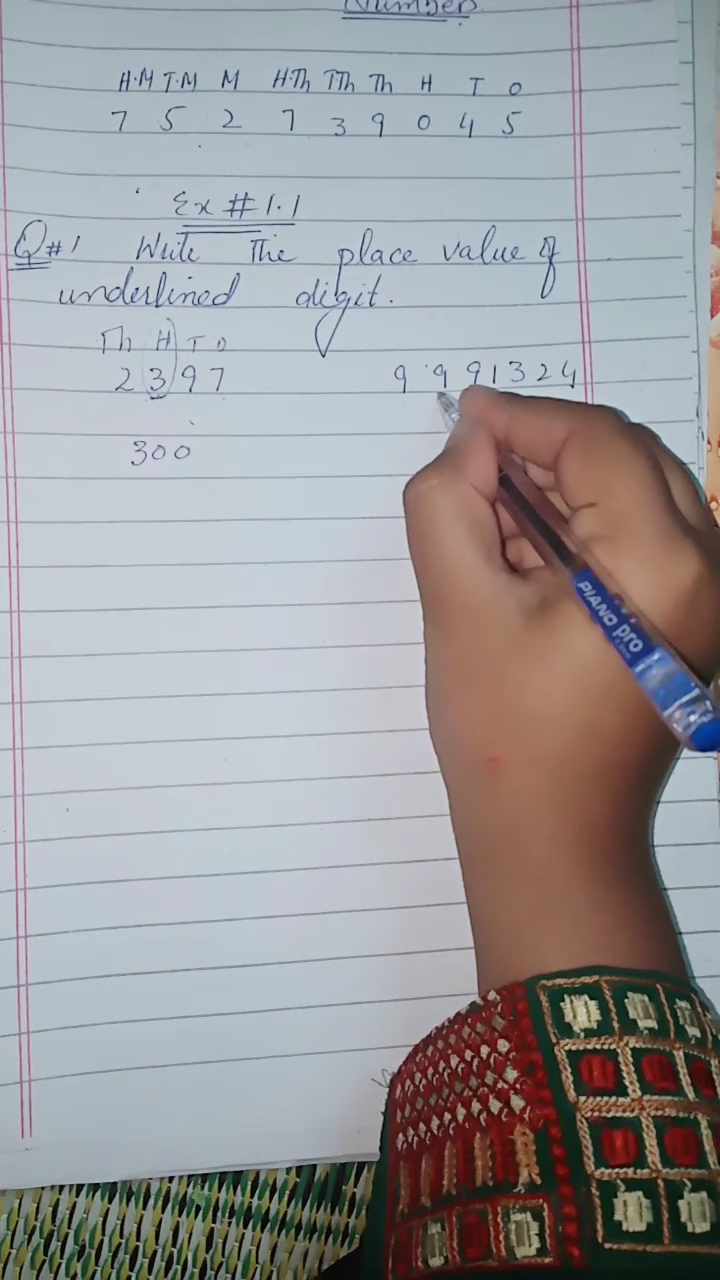 Number
H.M T.M M H.Th T.Th Th H T O
7 5 2 7 3 9 0 4 5
Ex # 1.1
Q#1 Write The place value of
underlined digit.
Th H T O
2 3 9 7
9 9 9 1 3 2 4
300
PIANO pro